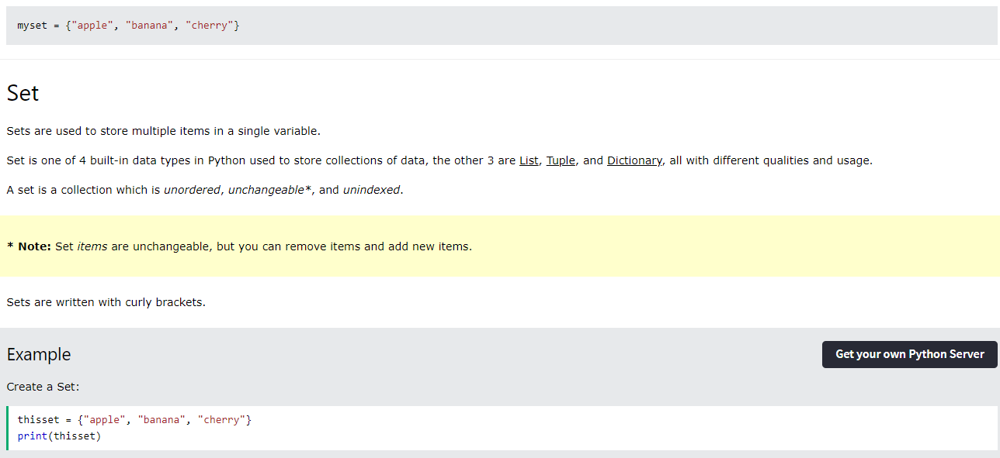 myset = {"apple", "banana", "cherry"}
Set
Sets are used to store multiple items in a single variable.
Set is one of 4 built-in data types in Python used to store collections of data, the other 3 are List, Tuple, and Dictionary, all with different qualities and usage.
A set is a collection which is unordered, unchangeable*, and unindexed.
* Note: Set items are unchangeable, but you can remove items and add new items.
Sets are written with curly brackets.
Example
Get your own Python Server
Create a Set:
thisset = {"apple", "banana", "cherry"}
print(thisset)